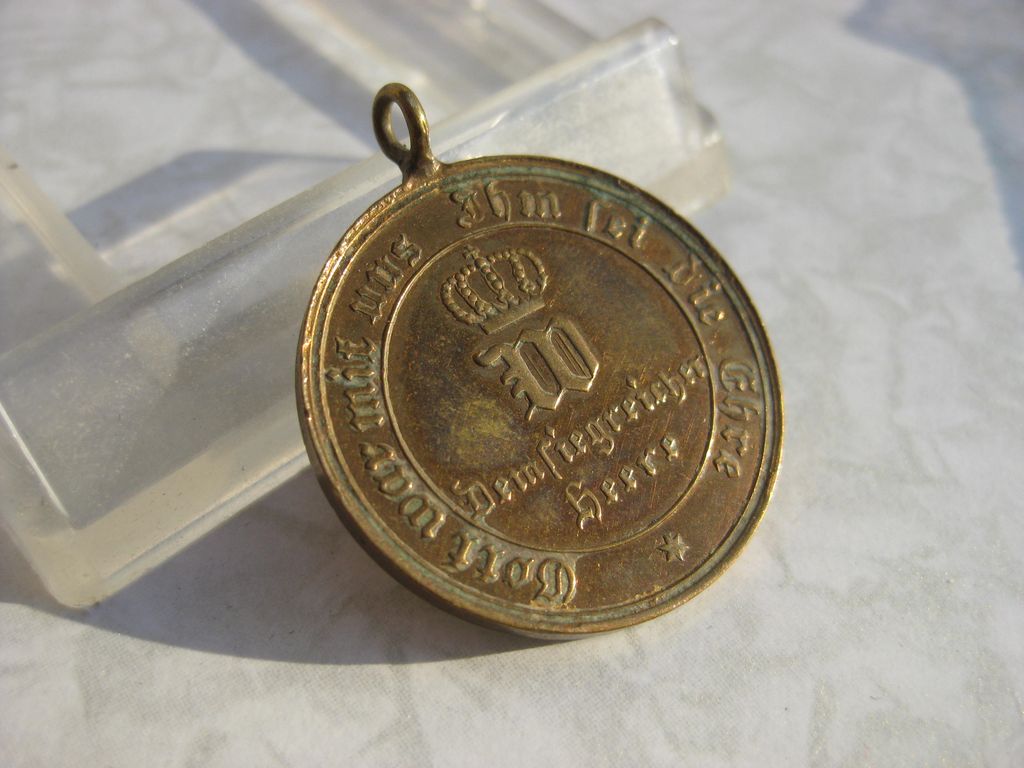 Gott war mit uns Ihm sei Die Ehre
W
Dem siegreichen
Heere